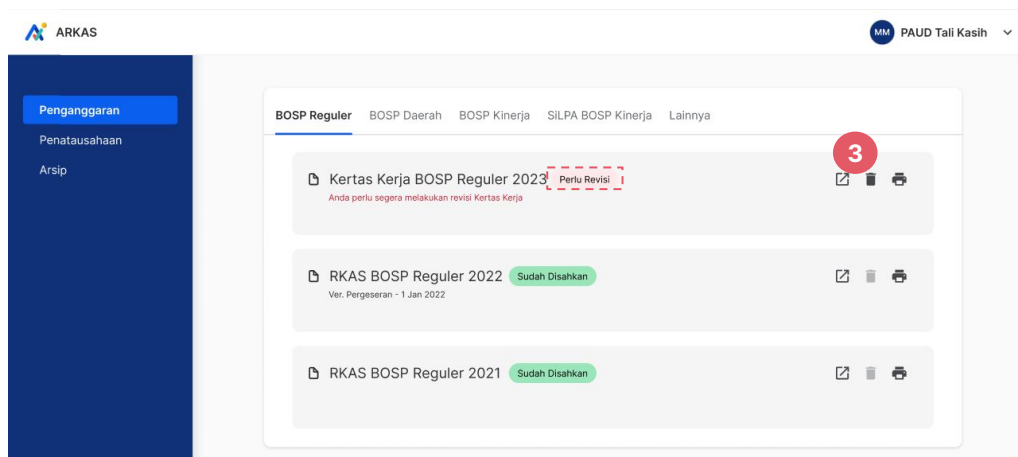 ARKAS
MM PAUD Tali Kasih
Penganggaran
Penatausahaan
Arsip
BOSP Reguler BOSP Daerah BOSP Kinerja SiLPA BOSP Kinerja Lainnya
3
Kertas Kerja BOSP Reguler 2023 Perlu Revisi
Anda perlu segera melakukan revisi Kertas Kerja
RKAS BOSP Reguler 2022 Sudah Disahkan
Ver. Pergeseran - 1 Jan 2022
RKAS BOSP Reguler 2021 Sudah Disahkan